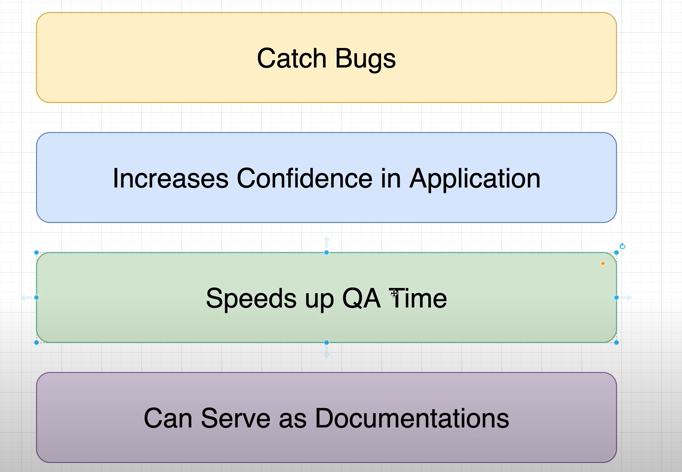 Catch Bugs
Increases Confidence in Application
Speeds up QA Time
Can Serve as Documentations